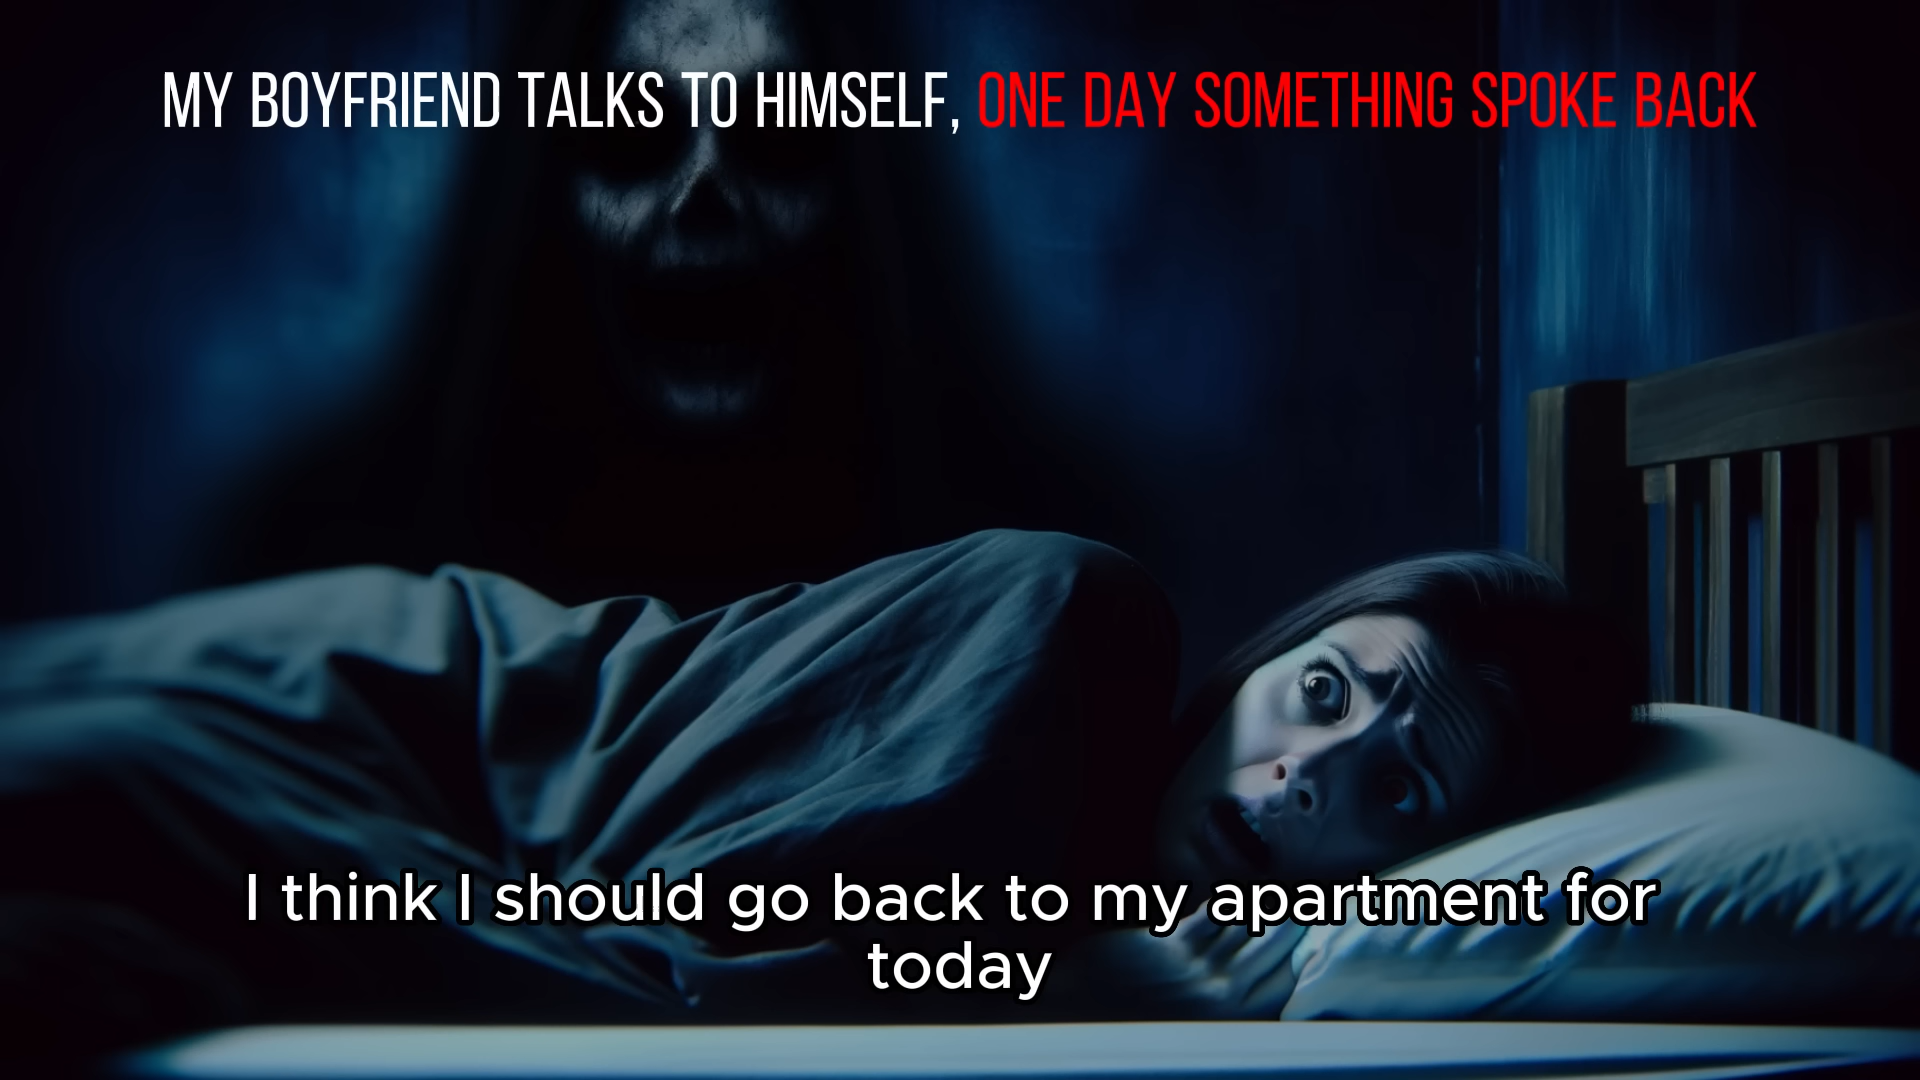 MY BOYFRIEND TALKS TO HIMSELF, ONE DAY SOMETHING SPOKE BACK
I think I should go back to my apartment for
today